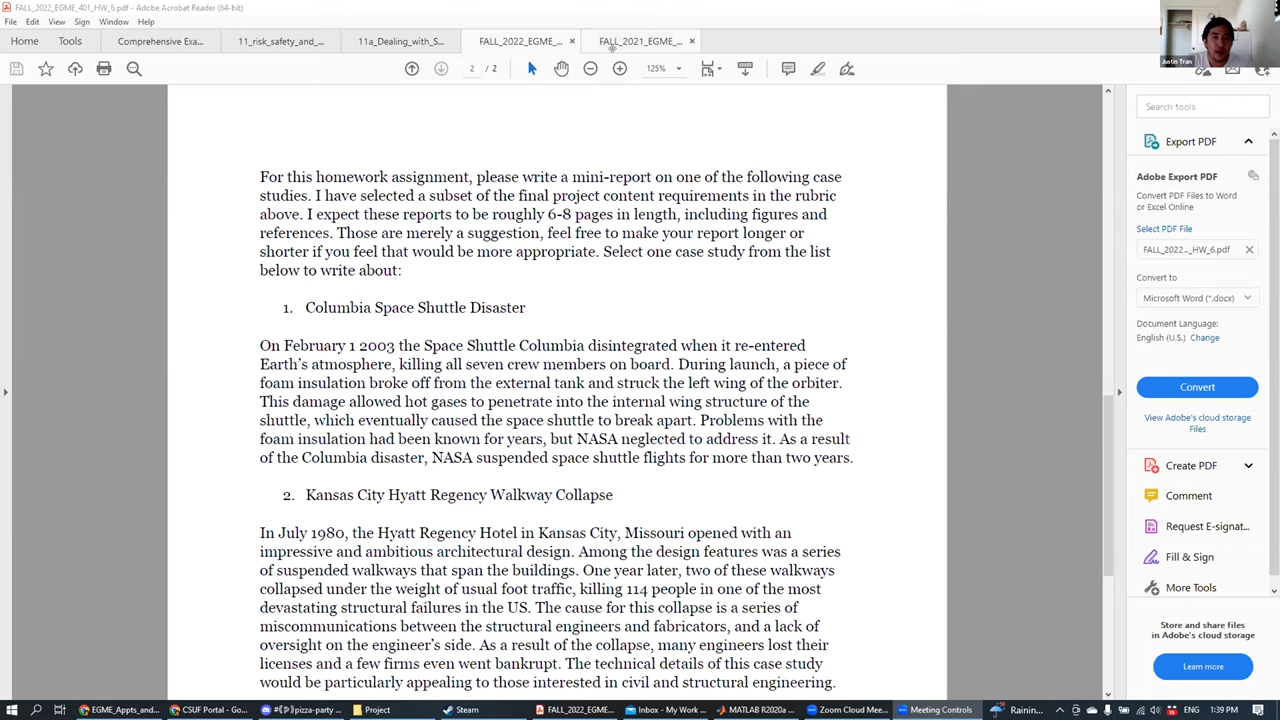 FALL_2022_EGME_401_HW_6.pdf - Adobe Acrobat Reader (64-bit)
File Edit View Sign Window Help
Home Tools Comprehensive Exa... 11_risk_safety_and_... 11a_Dealing_with_S... FALL_2022_EGME_... × FALL_2021_EGME_... ×
2 / 2 125%
Justin Tran
For this homework assignment, please write a mini-report on one of the following case
studies. I have selected a subset of the final project content requirements in the rubric
above. I expect these reports to be roughly 6-8 pages in length, including figures and
references. Those are merely a suggestion, feel free to make your report longer or
shorter if you feel that would be more appropriate. Select one case study from the list
below to write about:
1. Columbia Space Shuttle Disaster
On February 1 2003 the Space Shuttle Columbia disintegrated when it re-entered
Earth's atmosphere, killing all seven crew members on board. During launch, a piece of
foam insulation broke off from the external tank and struck the left wing of the orbiter.
This damage allowed hot gases to penetrate into the internal wing structure of the
shuttle, which eventually caused the space shuttle to break apart. Problems with the
foam insulation had been known for years, but NASA neglected to address it. As a result
of the Columbia disaster, NASA suspended space shuttle flights for more than two years.
2. Kansas City Hyatt Regency Walkway Collapse
In July 1980, the Hyatt Regency Hotel in Kansas City, Missouri opened with an
impressive and ambitious architectural design. Among the design features was a series
of suspended walkways that span the buildings. One year later, two of these walkways
collapsed under the weight of usual foot traffic, killing 114 people in one of the most
devastating structural failures in the US. The cause for this collapse is a series of
miscommunications between the structural engineers and fabricators, and a lack of
oversight on the engineer's side. As a result of the collapse, many engineers lost their
licenses and a few firms even went bankrupt. The technical details of this case study
would be particularly appealing to those interested in civil and structural engineering.
Search tools
Export PDF
Adobe Export PDF
Convert PDF Files to Word
or Excel Online
Select PDF File
FALL_2022..._HW_6.pdf ×
Convert to
Microsoft Word (*.docx)
Document Language:
English (U.S.) Change
Convert
View Adobe's cloud storage
Files
Create PDF
Comment
Request E-signat...
Fill & Sign
More Tools
Store and share files
in Adobe's cloud storage
Learn more
EGME_Appts_and... CSUF Portal - Go... pizza-party ... Project Steam FALL_2022_EGME... Inbox - My Work ... MATLAB R2020a ... Zoom Cloud Mee... Meeting Controls Rainin... 15 1:39 PM